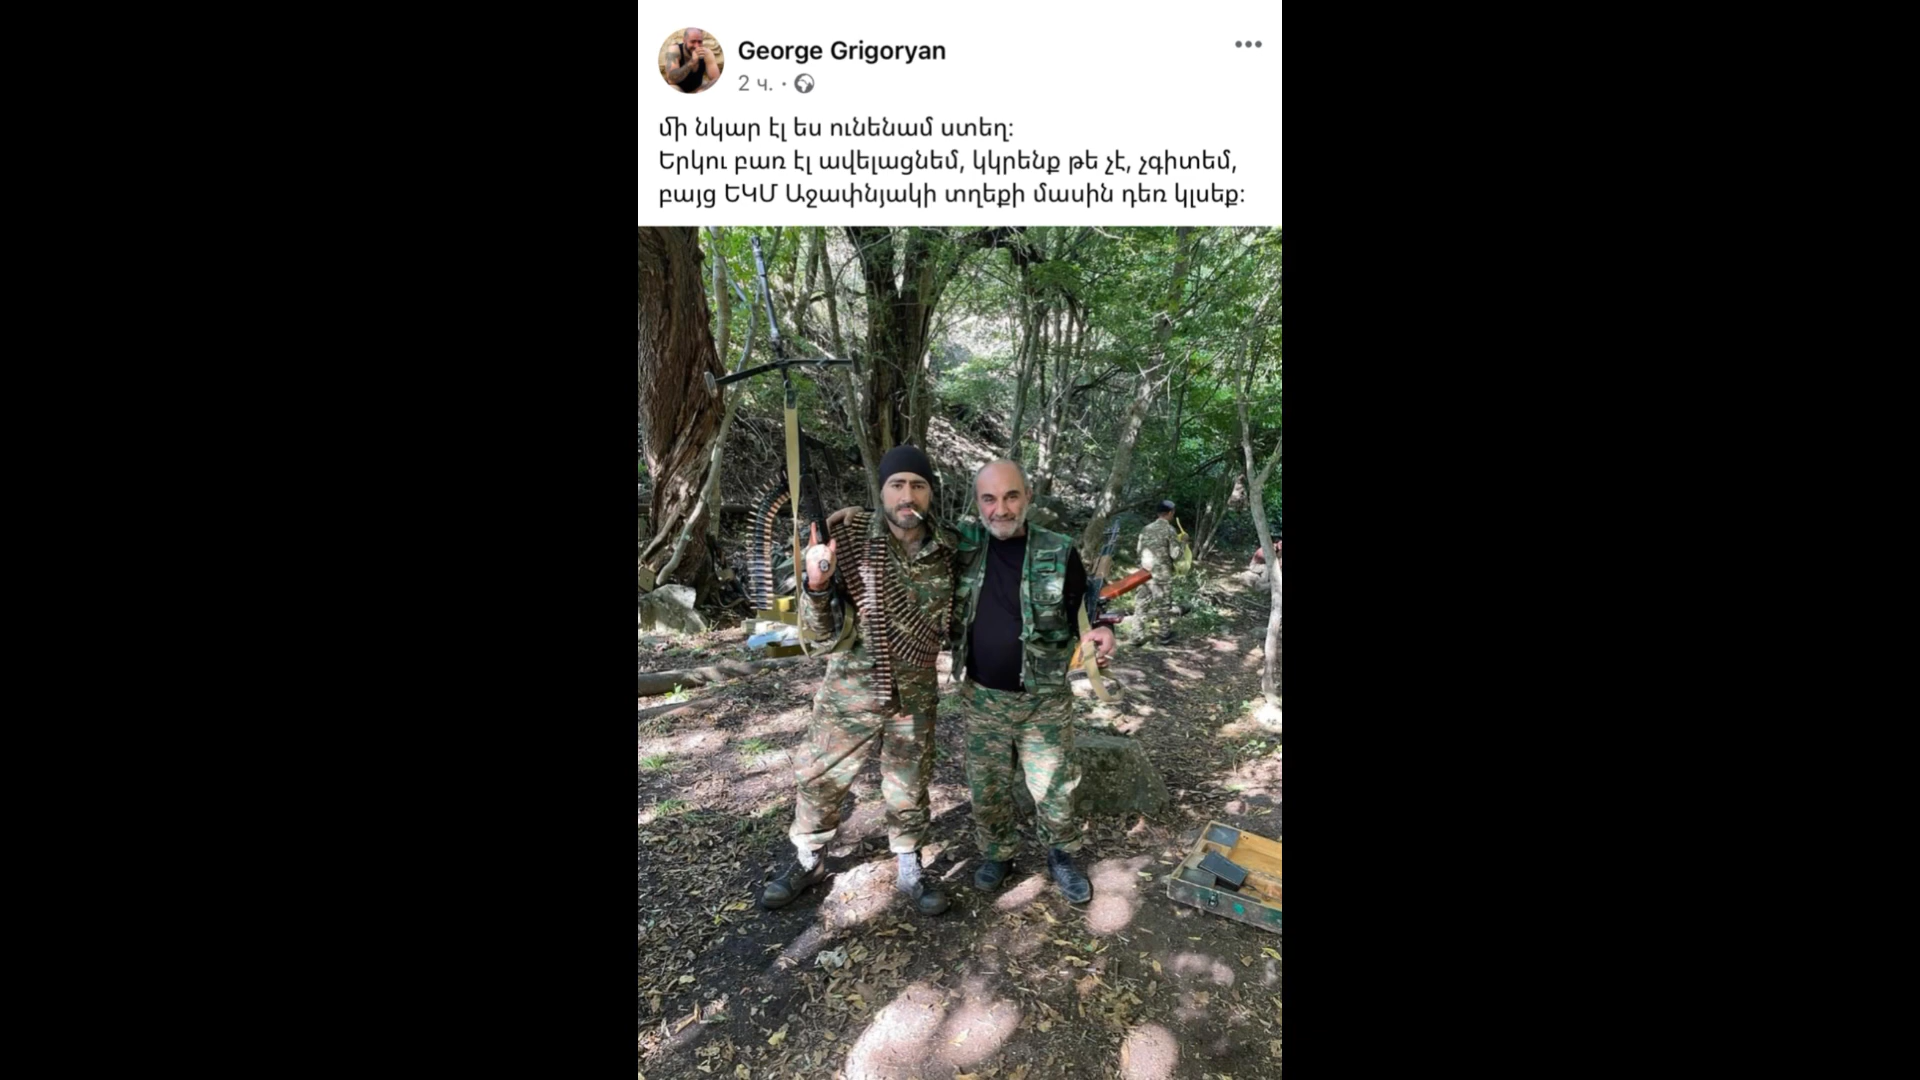 George Grigoryan
2 ч. ·
մի նկար էլ ես ունենամ ստեղ։
Երկու բառ էլ ավելացնեմ, կկրենք թե չէ, չգիտեմ,
բայց ԵԿՄ Աջափնյակի տղեքի մասին դեռ կլսեք։